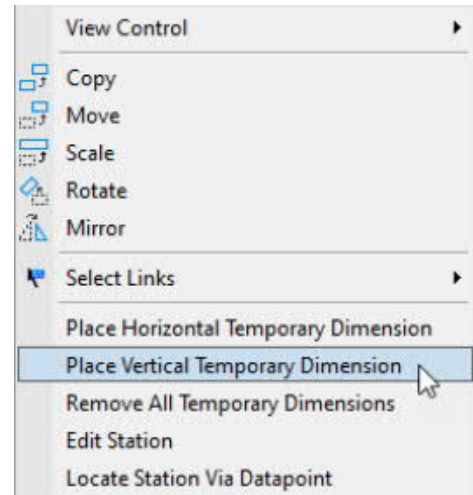 View Control
Copy
Move
Scale
Rotate
Mirror
Select Links
Place Horizontal Temporary Dimension
Place Vertical Temporary Dimension
Remove All Temporary Dimensions
Edit Station
Locate Station Via Datapoint